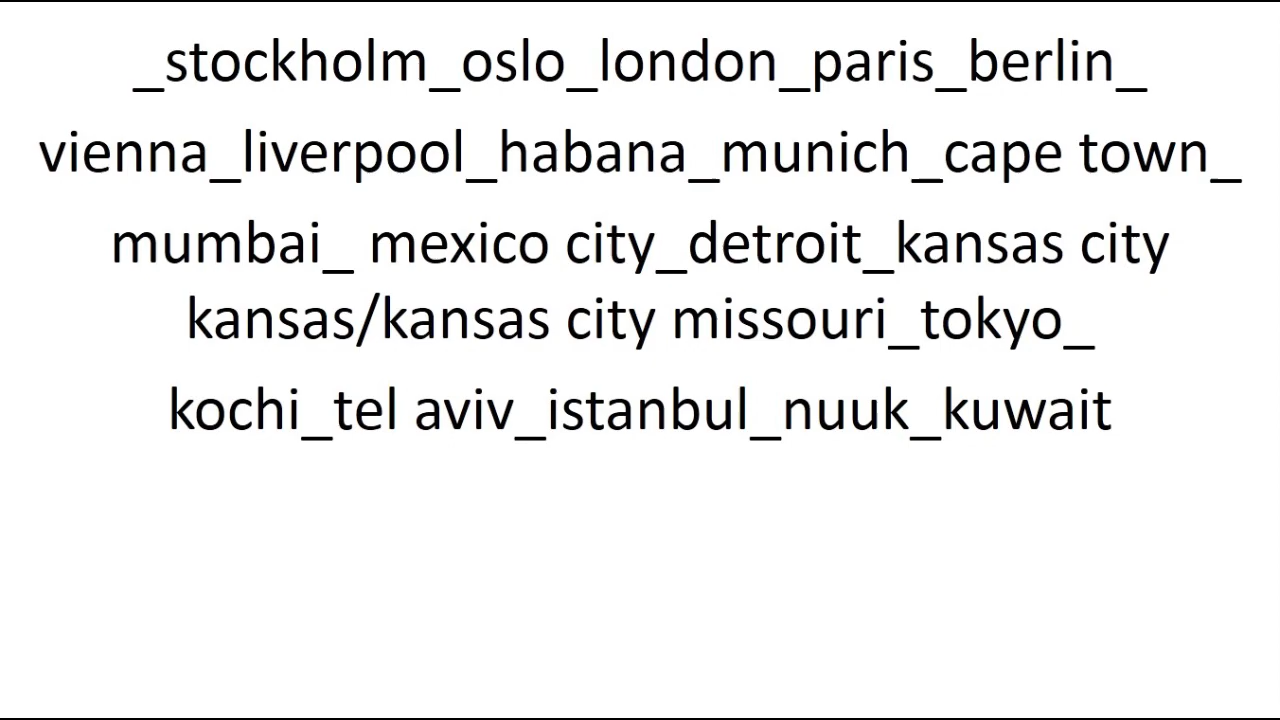 _stockholm_oslo_london_paris_berlin_
vienna_liverpool_habana_munich_cape town_
mumbai_ mexico city_detroit_kansas city
kansas/kansas city missouri_tokyo_
kochi_tel aviv_istanbul_nuuk_kuwait